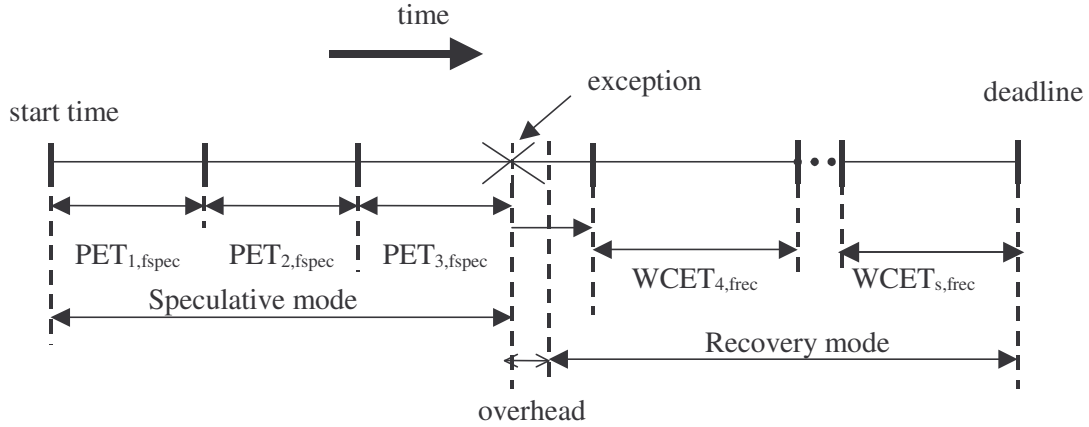 time
exception
deadline
start time
PET1,fspec
PET2,fspec
PET3,fspec
WCET4,frec
WCETs,frec
Speculative mode
Recovery mode
overhead